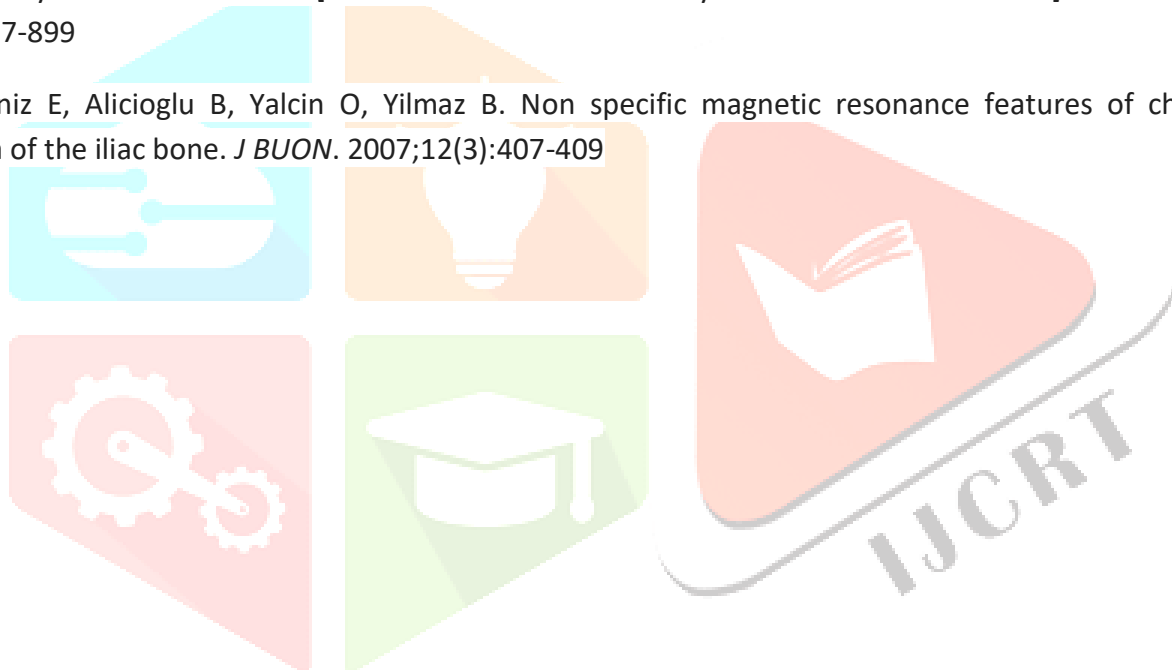 7-899
niz E, Alicioglu B, Yalcin O, Yilmaz B. Non specific magnetic resonance features of ch
of the iliac bone. J BUON. 2007;12(3):407-409
IJCRT